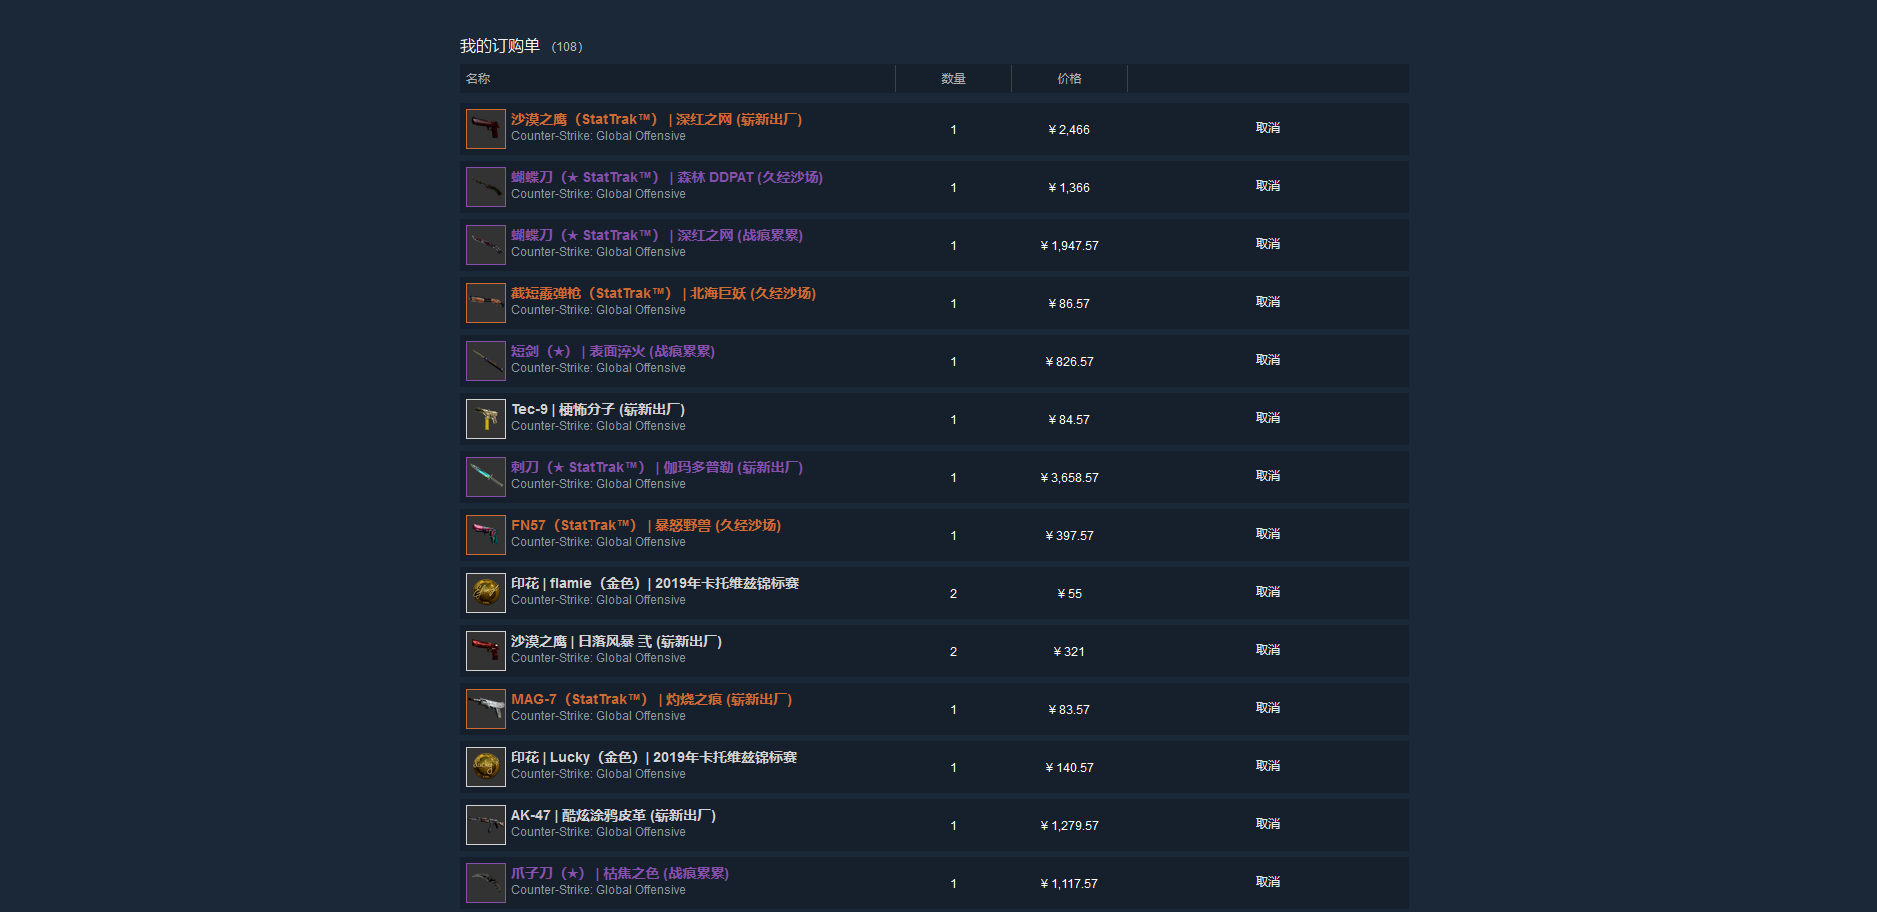 我的订购单 （108）
名称 数量 价格
沙漠之鹰（StatTrak™） | 深红之网 (崭新出厂)
Counter-Strike: Global Offensive
1 ¥ 2,466 取消
蝴蝶刀（★ StatTrak™） | 森林 DDPAT (久经沙场)
Counter-Strike: Global Offensive
1 ¥ 1,366 取消
蝴蝶刀（★ StatTrak™） | 深红之网 (战痕累累)
Counter-Strike: Global Offensive
1 ¥ 1,947.57 取消
截短霰弹枪（StatTrak™） | 北海巨妖 (久经沙场)
Counter-Strike: Global Offensive
1 ¥ 86.57 取消
短剑（★） | 表面淬火 (战痕累累)
Counter-Strike: Global Offensive
1 ¥ 826.57 取消
Tec-9 | 梗怖分子 (崭新出厂)
Counter-Strike: Global Offensive
1 ¥ 84.57 取消
刺刀（★ StatTrak™） | 伽玛多普勒 (崭新出厂)
Counter-Strike: Global Offensive
1 ¥ 3,658.57 取消
FN57（StatTrak™） | 暴怒野兽 (久经沙场)
Counter-Strike: Global Offensive
1 ¥ 397.57 取消
印花 | flamie（金色）| 2019年卡托维兹锦标赛
Counter-Strike: Global Offensive
2 ¥ 55 取消
沙漠之鹰 | 日落风暴 弐 (崭新出厂)
Counter-Strike: Global Offensive
2 ¥ 321 取消
MAG-7（StatTrak™） | 灼烧之痕 (崭新出厂)
Counter-Strike: Global Offensive
1 ¥ 83.57 取消
印花 | Lucky（金色）| 2019年卡托维兹锦标赛
Counter-Strike: Global Offensive
1 ¥ 140.57 取消
AK-47 | 酷炫涂鸦皮革 (崭新出厂)
Counter-Strike: Global Offensive
1 ¥ 1,279.57 取消
爪子刀（★） | 枯焦之色 (战痕累累)
Counter-Strike: Global Offensive
1 ¥ 1,117.57 取消